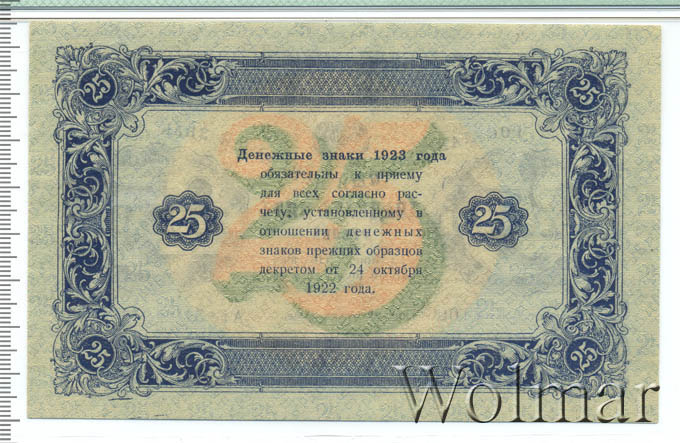 25 25
Денежные знаки 1923 года
обязательны к приему
для всех согласно рас-
чету, установленному в
25 25
отношении денежных
знаков прежних образцов
декретом от 24 октября
1922 года.
25 25
25
Wolmar